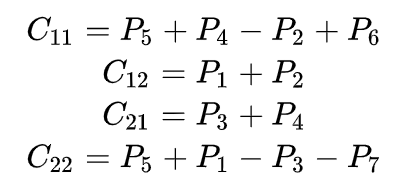 C₁₁ = P₅ + P₄ − P₂ + P₆
C₁₂ = P₁ + P₂
C₂₁ = P₃ + P₄
C₂₂ = P₅ + P₁ − P₃ − P₇